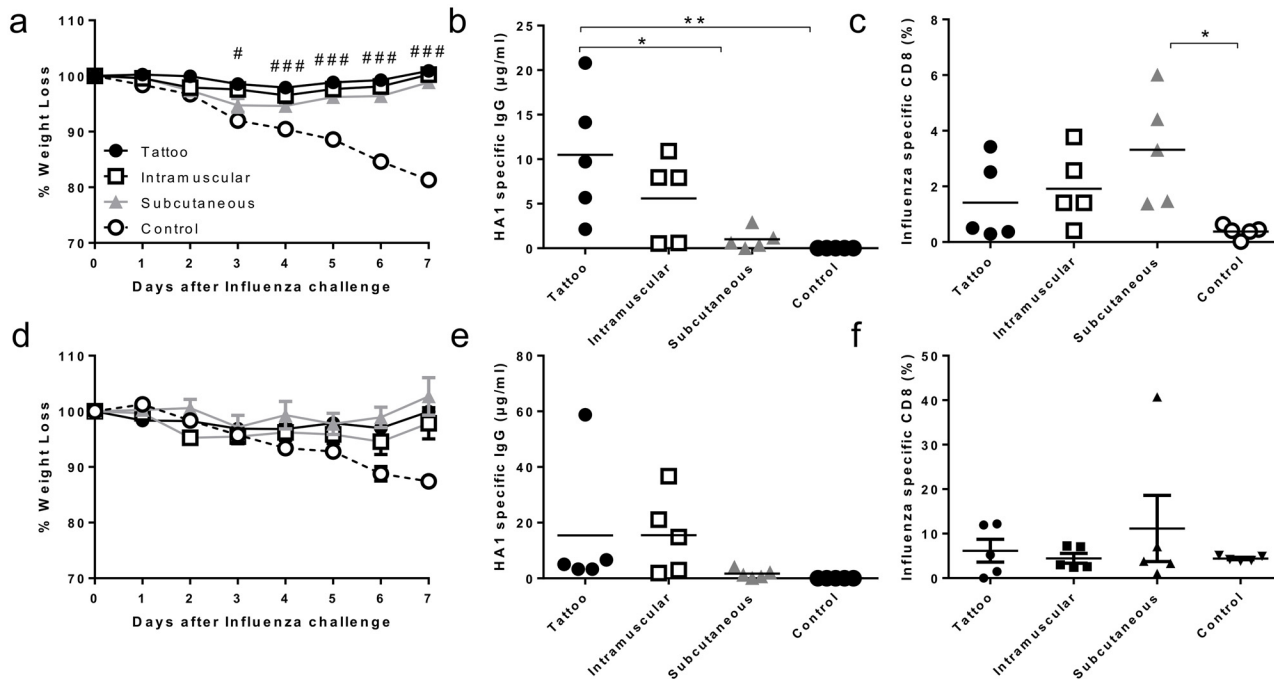 a
% Weight Loss
110
100
90
80
70
# ### ### ### ###
Tattoo
Intramuscular
Subcutaneous
Control
0 1 2 3 4 5 6 7
Days after Influenza challenge
b
HA1 specific IgG (µg/ml)
25
20
15
10
5
0
**
*
Tattoo
Intramuscular
Subcutaneous
Control
c
Influenza specific CD8 (%)
8
6
4
2
0
*
Tattoo
Intramuscular
Subcutaneous
Control
d
% Weight Loss
110
100
90
80
70
0 1 2 3 4 5 6 7
Days after Influenza challenge
e
HA1 specific IgG (µg/ml)
80
60
40
20
0
Tattoo
Intramuscular
Subcutaneous
Control
f
Influenza specific CD8 (%)
50
40
30
20
10
0
Tattoo
Intramuscular
Subcutaneous
Control